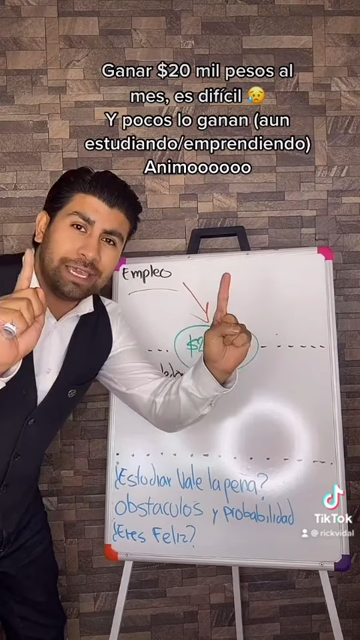 Ganar $20 mil pesos al
mes, es difícil 😥
Y pocos lo ganan (aun
estudiando/emprendiendo)
Animoooooo
Empleo
¿Estudiar Vale la pena?
Obstaculos y probabilidad
¿Eres Feliz?
TikTok
@rickvidal